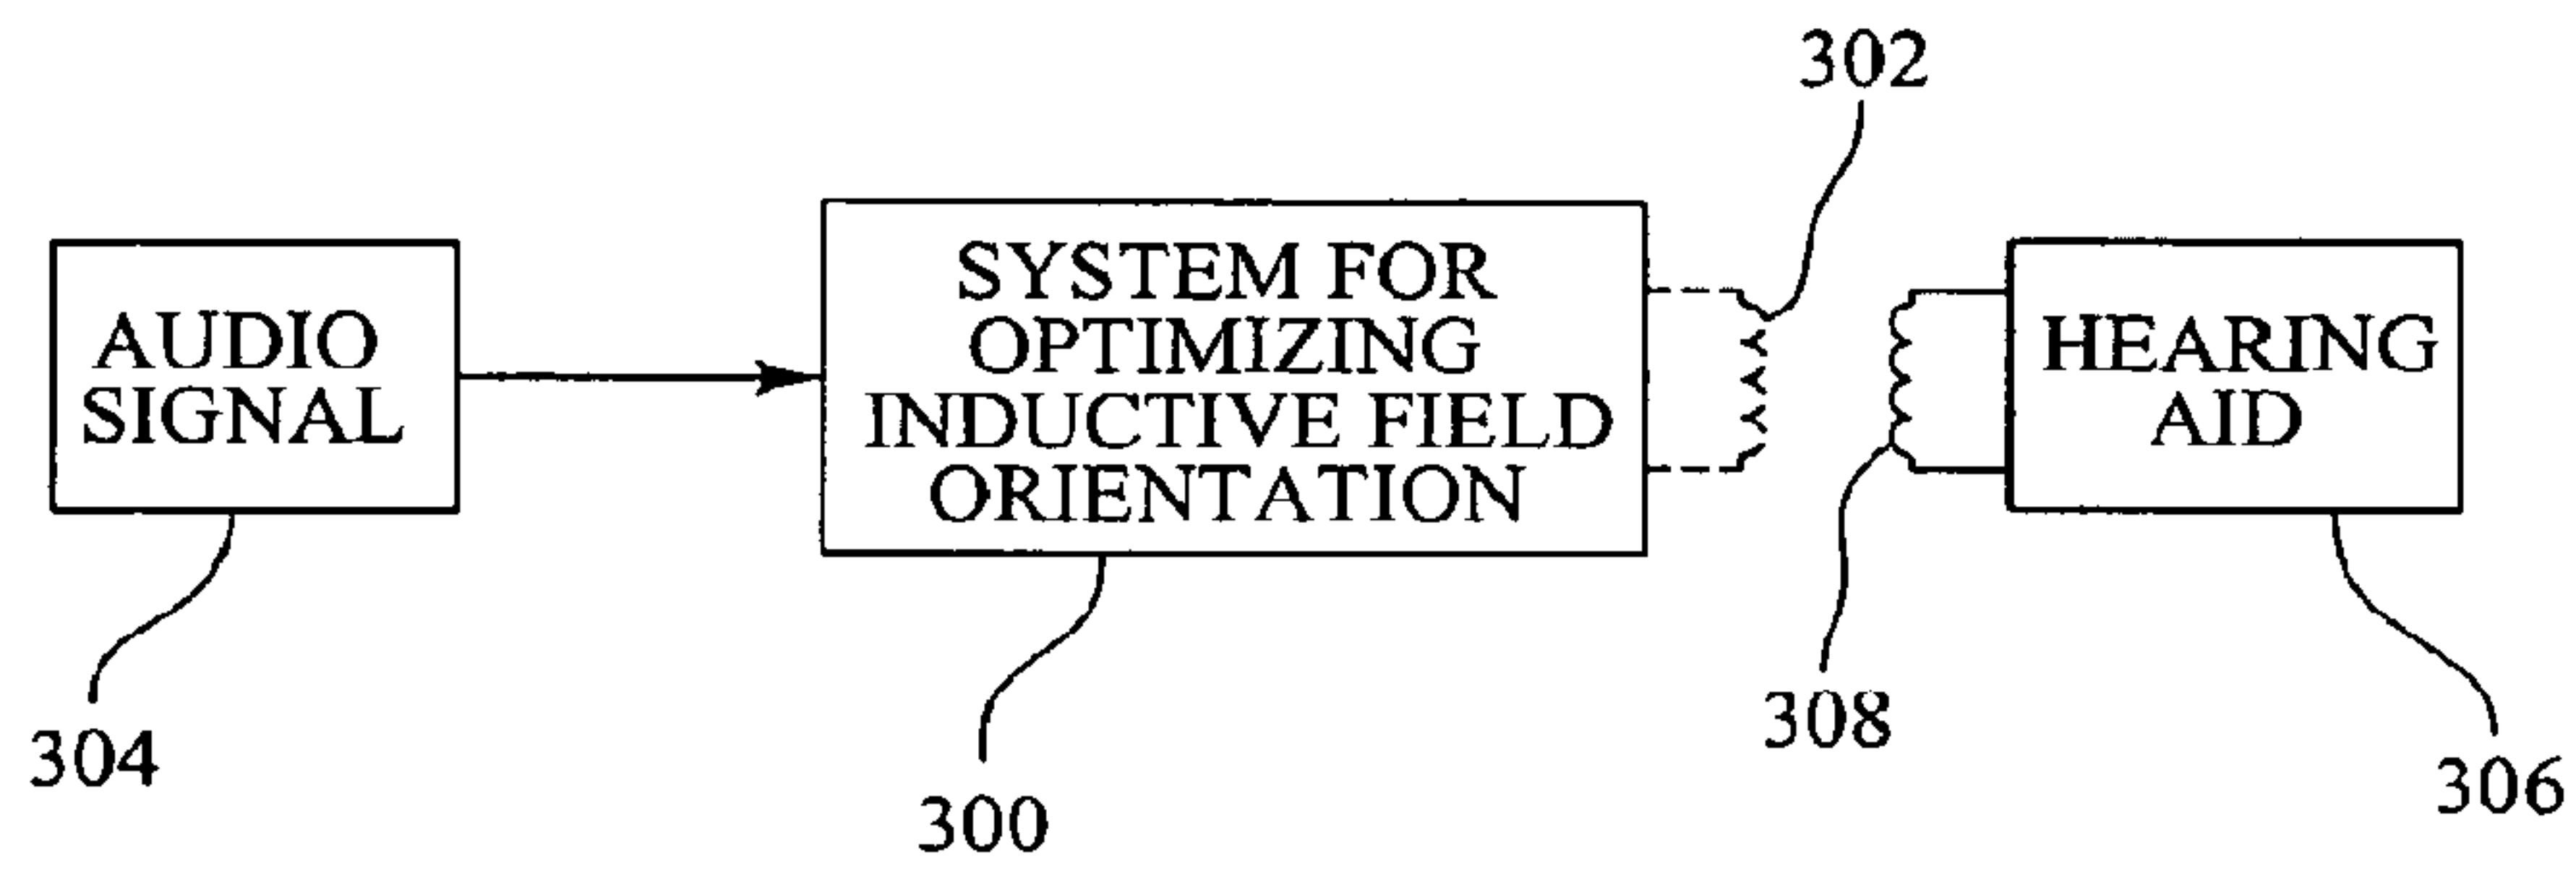 302
AUDIO
SIGNAL
SYSTEM FOR
OPTIMIZING
INDUCTIVE FIELD
ORIENTATION
HEARING
AID
304
300
308
306